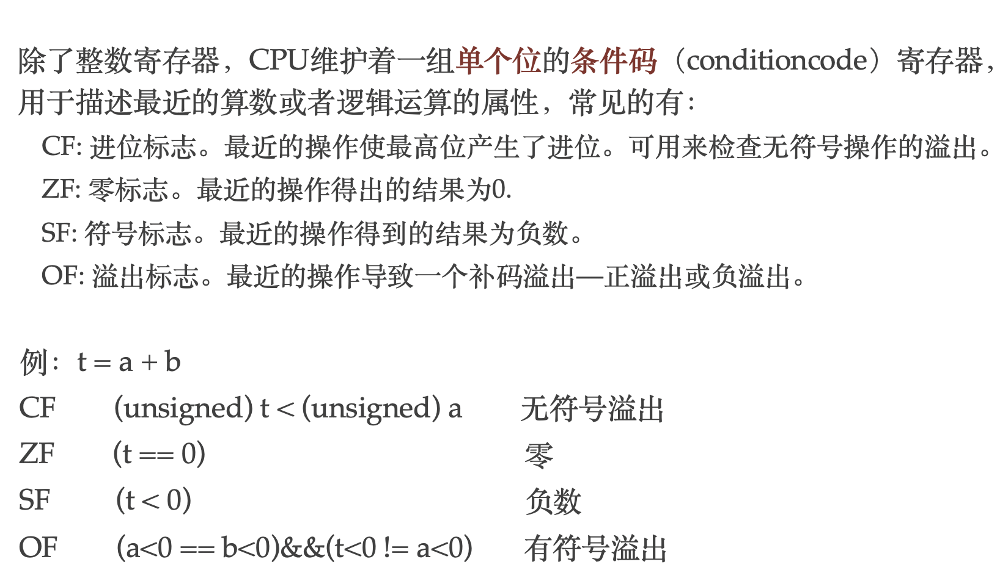 除了整数寄存器，CPU维护着一组单个位的条件码（conditioncode）寄存器，
用于描述最近的算数或者逻辑运算的属性，常见的有：
CF: 进位标志。最近的操作使最高位产生了进位。可用来检查无符号操作的溢出。
ZF: 零标志。最近的操作得出的结果为0.
SF: 符号标志。最近的操作得到的结果为负数。
OF: 溢出标志。最近的操作导致一个补码溢出—正溢出或负溢出。
例：t = a + b
CF (unsigned) t < (unsigned) a 无符号溢出
ZF (t == 0) 零
SF (t < 0) 负数
OF (a<0 == b<0)&&(t<0 != a<0) 有符号溢出